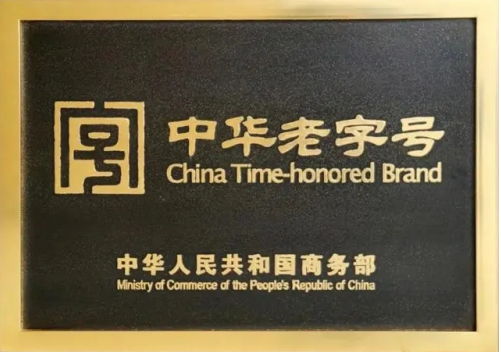 中华老字号
China Time-honored Brand
中华人民共和国商务部
Ministry of Commerce of the People's Republic of China